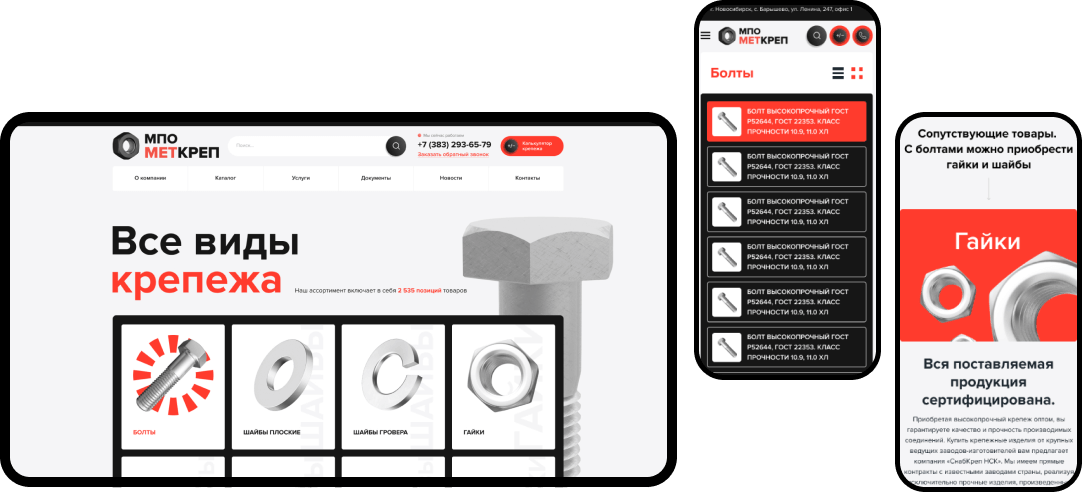 МПО
МЕТКРЕП
Поиск...
Мы сейчас работаем
+7 (383) 293-65-79
Заказать обратный звонок
+/−
Калькулятор
крепежа
О компании
Каталог
Услуги
Документы
Новости
Контакты
Все виды
крепежа
Наш ассортимент включает в себя 2 535 позиций товаров
БОЛТЫ
ШАЙБЫ ПЛОСКИЕ
ШАЙБЫ
ШАЙБЫ ГРОВЕРА
ШАЙБЫ
ГАЙКИ
ГАЙКИ
г. Новосибирск, с. Барышево, ул. Ленина, 247, офис 1
МПО
МЕТКРЕП
+/−
Болты
БОЛТ ВЫСОКОПРОЧНЫЙ ГОСТ
Р52644, ГОСТ 22353. КЛАСС
ПРОЧНОСТИ 10.9, 11.0 ХЛ
БОЛТ ВЫСОКОПРОЧНЫЙ ГОСТ
Р52644, ГОСТ 22353. КЛАСС
ПРОЧНОСТИ 10.9, 11.0 ХЛ
БОЛТ ВЫСОКОПРОЧНЫЙ ГОСТ
Р52644, ГОСТ 22353. КЛАСС
ПРОЧНОСТИ 10.9, 11.0 ХЛ
БОЛТ ВЫСОКОПРОЧНЫЙ ГОСТ
Р52644, ГОСТ 22353. КЛАСС
ПРОЧНОСТИ 10.9, 11.0 ХЛ
БОЛТ ВЫСОКОПРОЧНЫЙ ГОСТ
Р52644, ГОСТ 22353. КЛАСС
ПРОЧНОСТИ 10.9, 11.0 ХЛ
БОЛТ ВЫСОКОПРОЧНЫЙ ГОСТ
Р52644, ГОСТ 22353. КЛАСС
ПРОЧНОСТИ 10.9, 11.0 ХЛ
Сопутствующие товары.
С болтами можно приобрести
гайки и шайбы
Гайки
Вся поставляемая
продукция
сертифицирована.
Приобретая высокопрочный крепеж оптом, вы
гарантируете качество и прочность производимых
соединений. Купить крепежные изделия от крупных
ведущих заводов-изготовителей вам предлагает
компания «СнабКреп НСК». Мы имеем прямые
контракты с известными заводами страны, реализуя
исключительно прочные изделия,